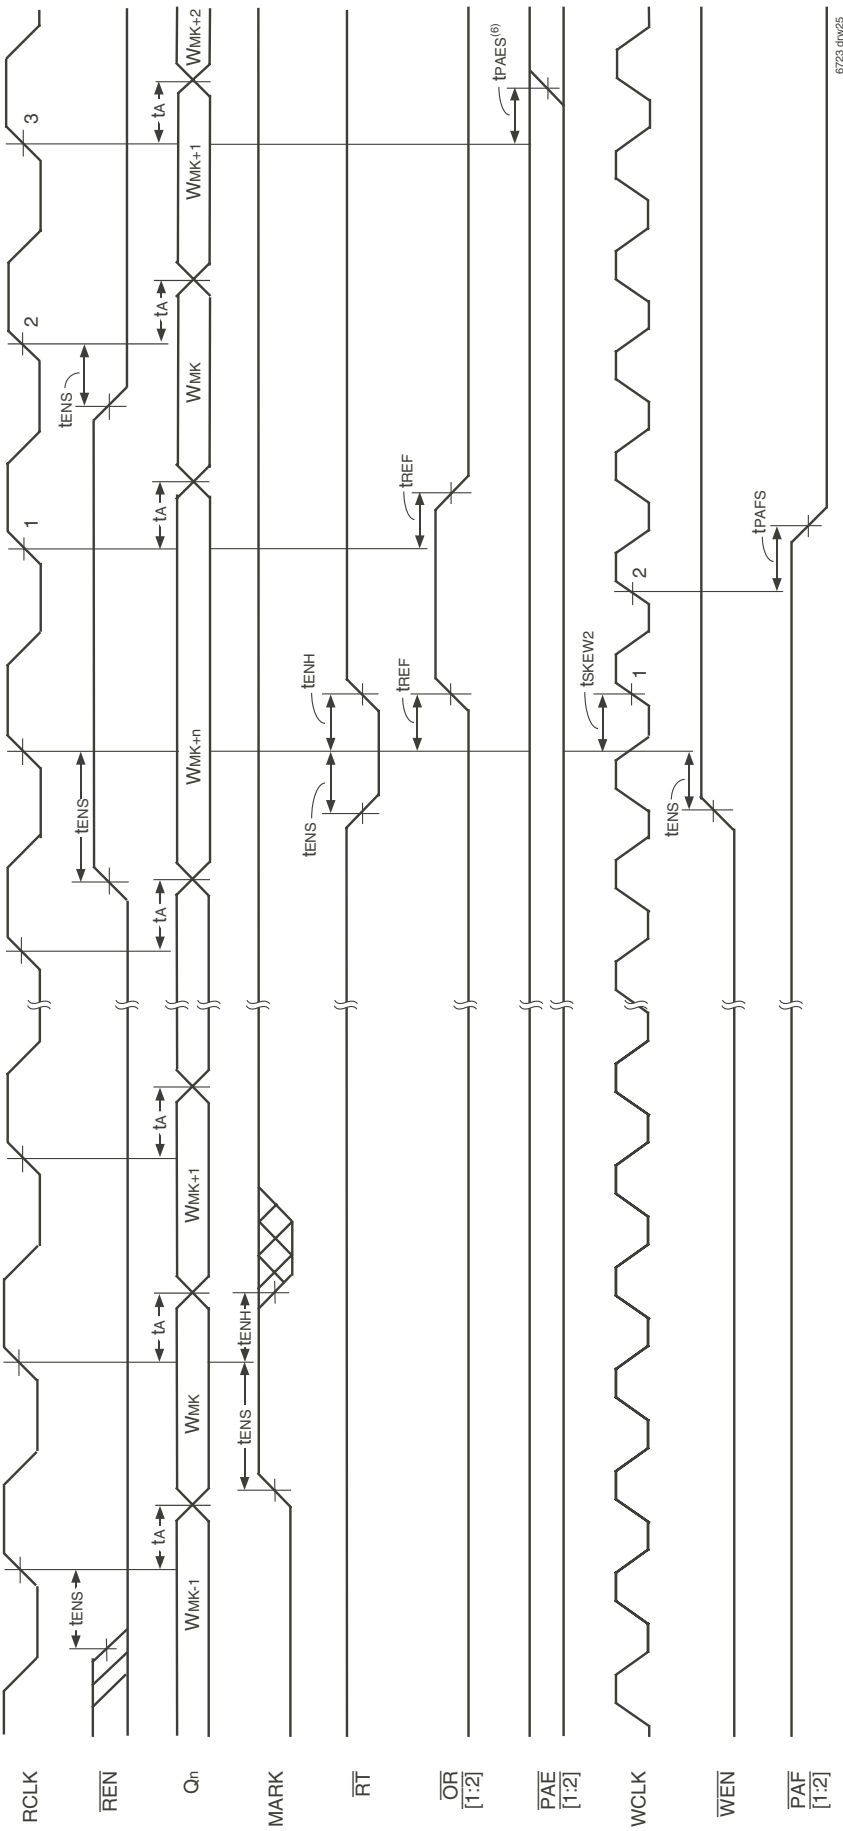 RCLK 1 2 3
REN tENS tENS tENS
tA tA tA tA tA tA tA
Qn WMK-1 WMK WMK+1 WMK+n WMK WMK+1 WMK+2
MARK tENS tENH
RT tENS tENH
OR tREF tREF
[1:2]
PAE tPAES(6)
[1:2]
tSKEW2
WCLK 1 2
WEN tENS
PAF tPAFS
[1:2]
6723 drw25